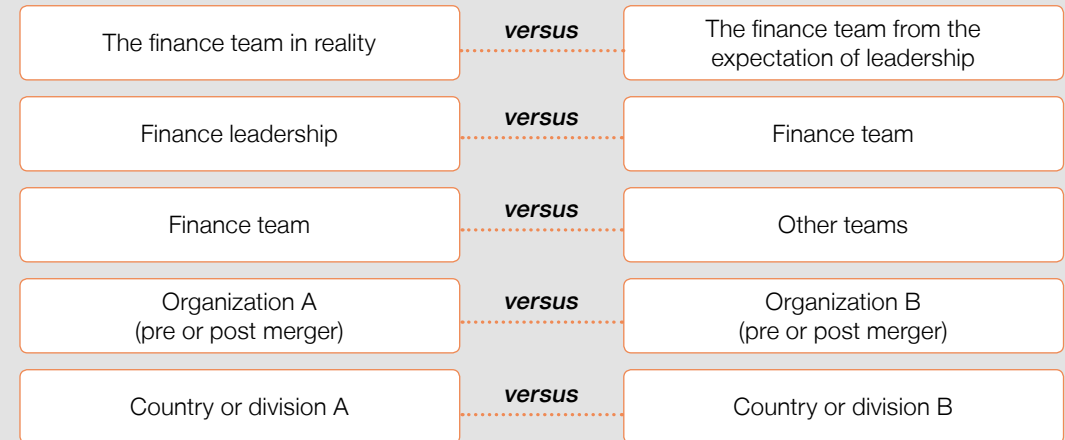 The finance team in reality
versus
The finance team from the
expectation of leadership
Finance leadership
versus
Finance team
Finance team
versus
Other teams
Organization A
(pre or post merger)
versus
Organization B
(pre or post merger)
Country or division A
versus
Country or division B